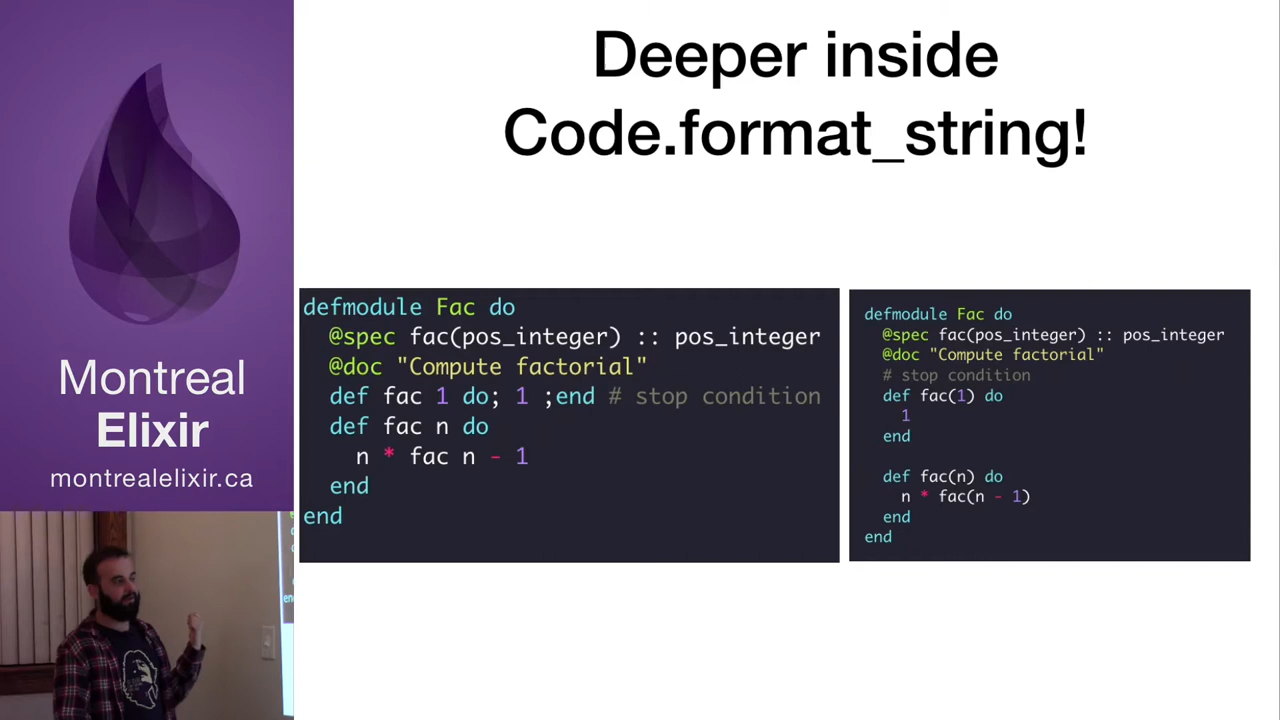 Deeper inside
Code.format_string!
defmodule Fac do
  @spec fac(pos_integer) :: pos_integer
  @doc "Compute factorial"
  def fac 1 do; 1 ;end # stop condition
  def fac n do
    n * fac n - 1
  end
end
defmodule Fac do
  @spec fac(pos_integer) :: pos_integer
  @doc "Compute factorial"
  # stop condition
  def fac(1) do
    1
  end

  def fac(n) do
    n * fac(n - 1)
  end
end
Montreal
Elixir
montrealelixir.ca